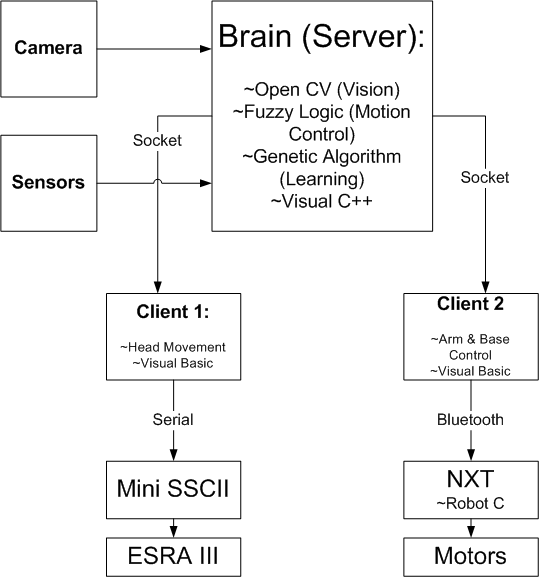 Camera
Brain (Server):
~Open CV (Vision)
~Fuzzy Logic (Motion
Control)
~Genetic Algorithm
(Learning)
~Visual C++
Socket
Sensors
Socket
Client 1:
~Head Movement
~Visual Basic
Client 2
~Arm & Base
Control
~Visual Basic
Serial
Bluetooth
Mini SSCII
NXT
~Robot C
ESRA III
Motors